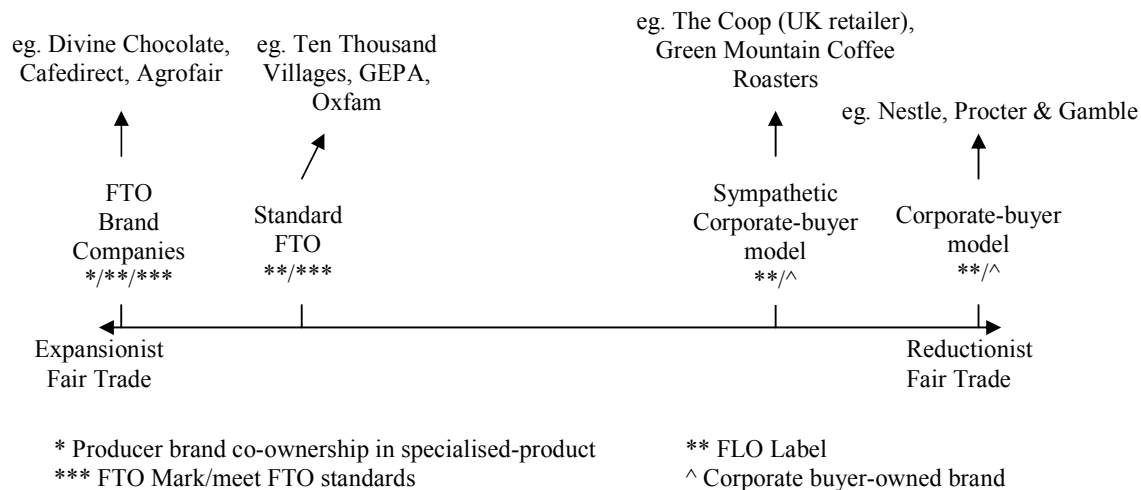 eg. Divine Chocolate,
Cafedirect, Agrofair
eg. Ten Thousand
Villages, GEPA,
Oxfam
eg. The Coop (UK retailer),
Green Mountain Coffee
Roasters
eg. Nestle, Procter & Gamble
FTO
Brand
Companies
*/**/***
Standard
FTO
**/***
Sympathetic
Corporate-buyer
model
**/^
Corporate-buyer
model
**/^
Expansionist
Fair Trade
Reductionist
Fair Trade
* Producer brand co-ownership in specialised-product
** FLO Label
*** FTO Mark/meet FTO standards
^ Corporate buyer-owned brand